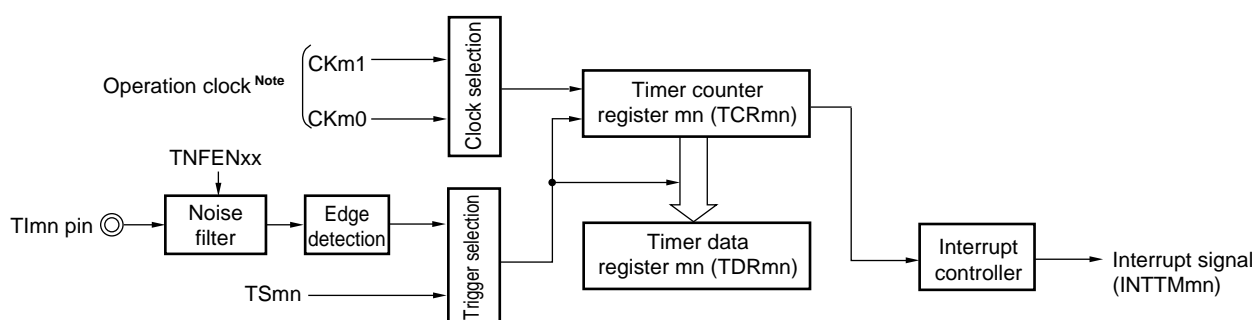 Operation clock Note
CKm1
CKm0
Clock selection
Timer counter
register mn (TCRmn)
TNFENxx
TImn pin
Noise
filter
Edge
detection
TSmn
Trigger selection
Timer data
register mn (TDRmn)
Interrupt
controller
Interrupt signal
(INTTMmn)